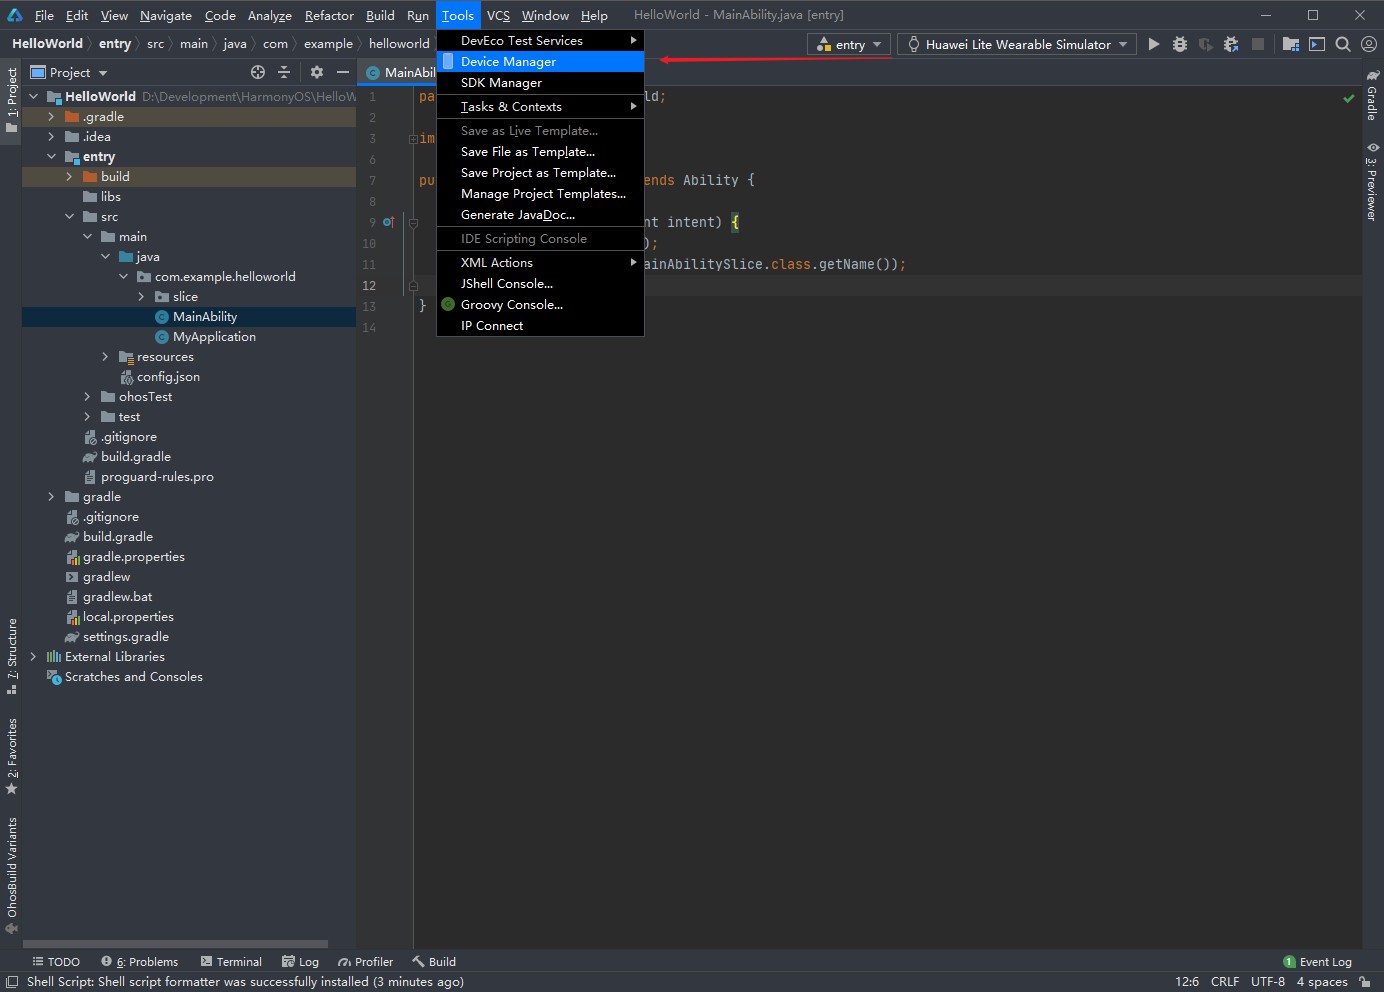 File Edit View Navigate Code Analyze Refactor Build Run Tools VCS Window Help HelloWorld - MainAbility.java [entry]
HelloWorld entry src main java com example helloworld entry Huawei Lite Wearable Simulator
Project
MainAbil
DevEco Test Services
Device Manager
SDK Manager
Tasks & Contexts
Save as Live Template...
Save File as Template...
Save Project as Template...
Manage Project Templates...
Generate JavaDoc...
IDE Scripting Console
XML Actions
JShell Console...
Groovy Console...
IP Connect
1: Project
7: Structure
2: Favorites
OhosBuild Variants
HelloWorld D:\Development\HarmonyOS\HelloW
.gradle
.idea
entry
build
libs
src
main
java
com.example.helloworld
slice
MainAbility
MyApplication
resources
config.json
ohosTest
test
.gitignore
build.gradle
proguard-rules.pro
gradle
.gitignore
build.gradle
gradle.properties
gradlew
gradlew.bat
local.properties
settings.gradle
External Libraries
Scratches and Consoles
1 pa ld;
2
3 im
6
7 pu ends Ability {
8
9 nt intent) {
10 );
11 ainAbilitySlice.class.getName());
12
13 }
14
Gradle
3: Previewer
TODO 6: Problems Terminal Log Profiler Build 1 Event Log
Shell Script: Shell script formatter was successfully installed (3 minutes ago) 12:6 CRLF UTF-8 4 spaces